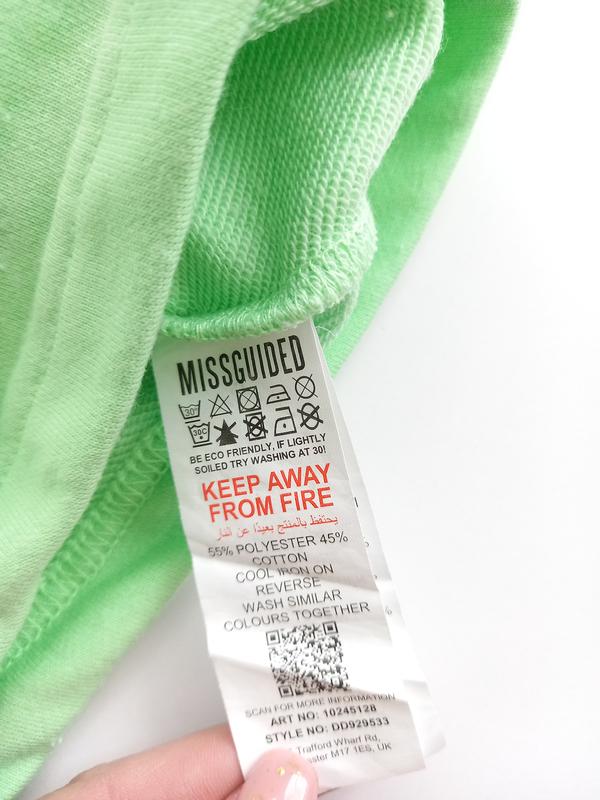 MISSGUIDED
30°
30C
BE ECO FRIENDLY, IF LIGHTLY
SOILED TRY WASHING AT 30!
KEEP AWAY
FROM FIRE
يحتفظ بالمنتج بعيدًا عن النار
55% POLYESTER 45%
COTTON
COOL IRON ON
REVERSE
WASH SIMILAR
COLOURS TOGETHER
SCAN FOR MORE INFORMATION
ART NO: 10245128
STYLE NO: DD929533
Trafford Wharf Rd,
M17 1ES, UK